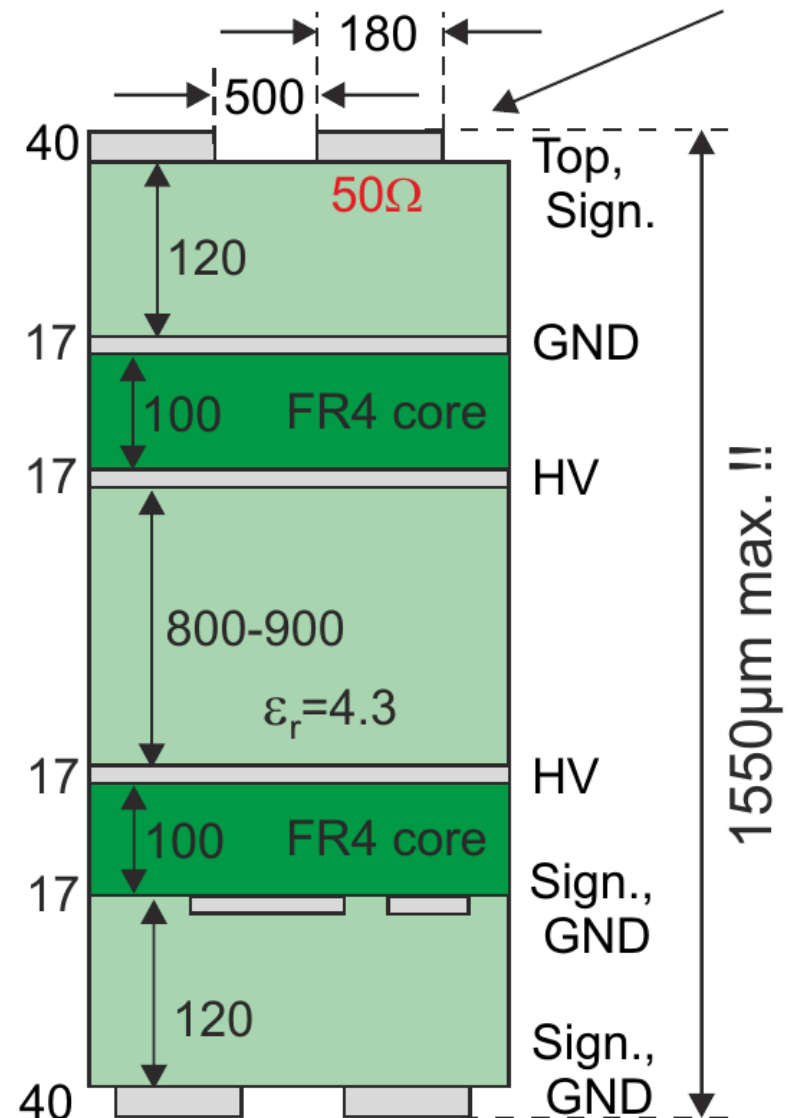 180
500
40
Top,
Sign.
50Ω
120
17
GND
100
FR4 core
17
HV
800-900
εr=4.3
1550µm max. !!
17
HV
100
FR4 core
17
Sign.,
GND
120
Sign.,
GND
40